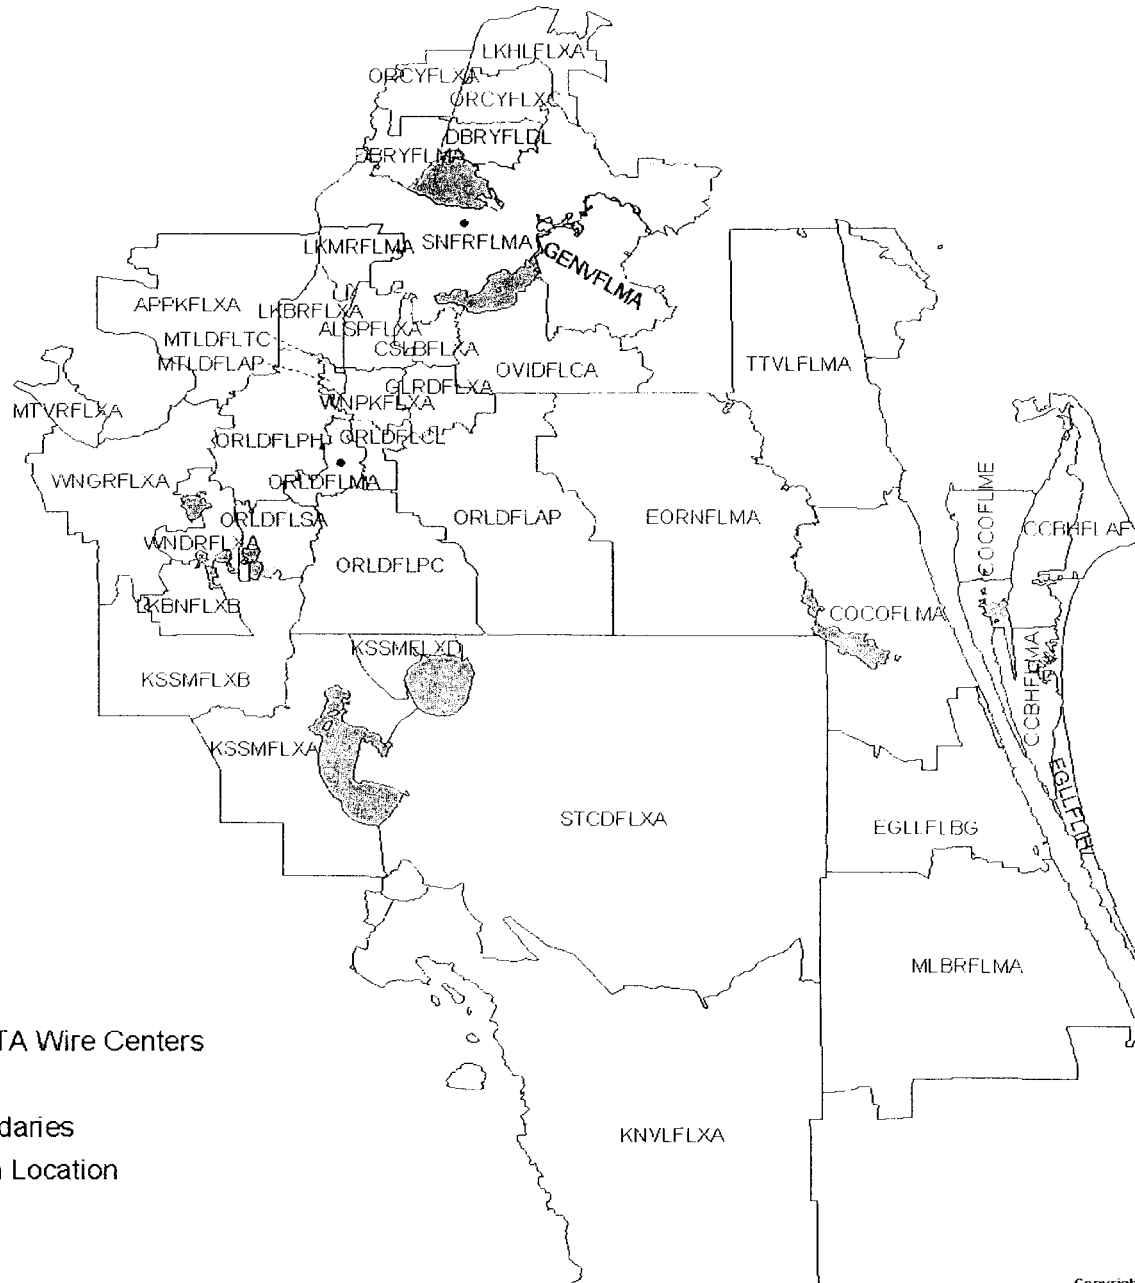 LKHLFLXA
ORCYFLXA
ORCYFLXC
DBRYFLDL
DBRYFLMA
LKMRFLMA
SNFRFLMA
GENVFLMA
APPKFLXA
LKBRFLXA
MTLDFLTC
ALSPFLXA
CSLBFLXA
MTLDFLAP
OVIDFLCA
TTVLFLMA
GLRDFLXA
MTVRFLXA
WNPKFLXA
ORLDFLPH
ORLDFLCL
WNGRFLXA
ORLDFLMA
COCOFLME
ORLDFLSA
ORLDFLAP
EORNFLMA
CCBHFLAF
WNDRFLXA
ORLDFLPC
LKBNFLXB
COCOFLMA
KSSMFLXD
KSSMFLXB
CCBHFLMA
KSSMFLXA
STCDFLXA
EGLLFLBG
EGLLFLIH
MLBRFLMA
TA Wire Centers
daries
n Location
KNVLFLXA
Copyright